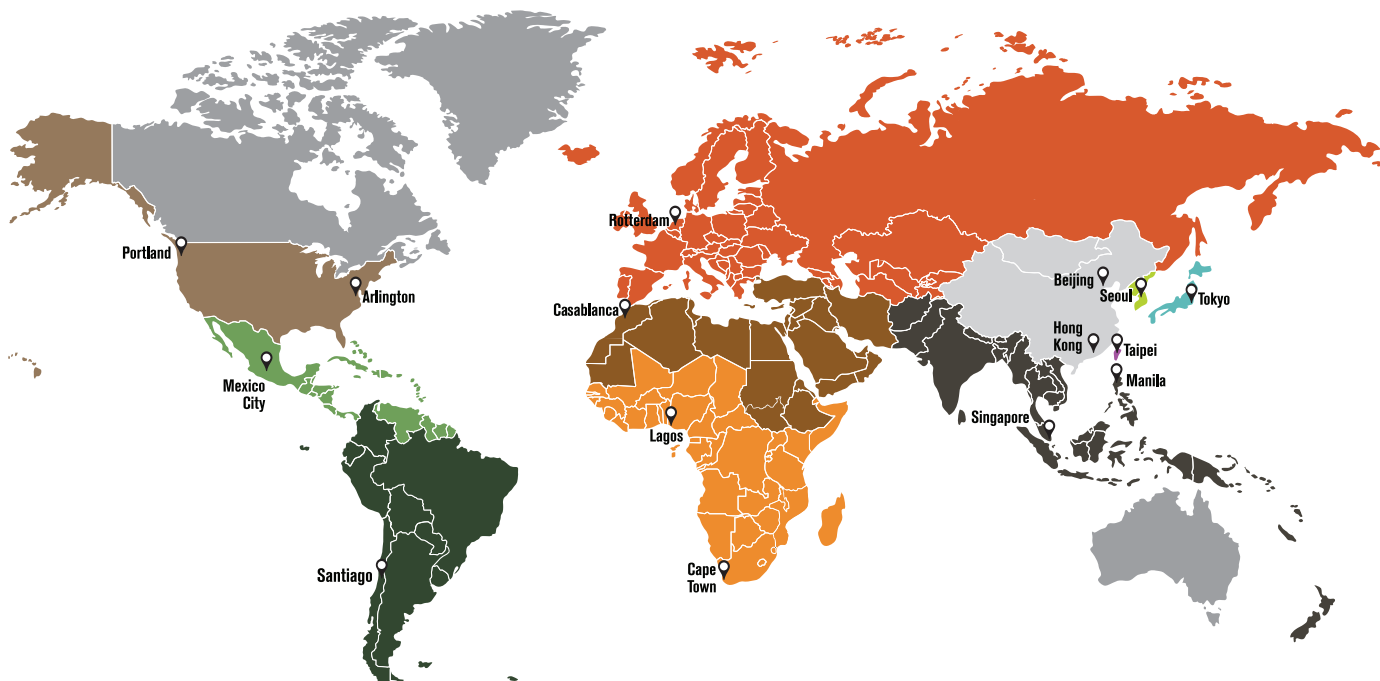 Portland
Arlington
Mexico
City
Santiago
Rotterdam
Casablanca
Lagos
Cape
Town
Beijing
Seoul
Tokyo
Hong
Kong
Taipei
Manila
Singapore